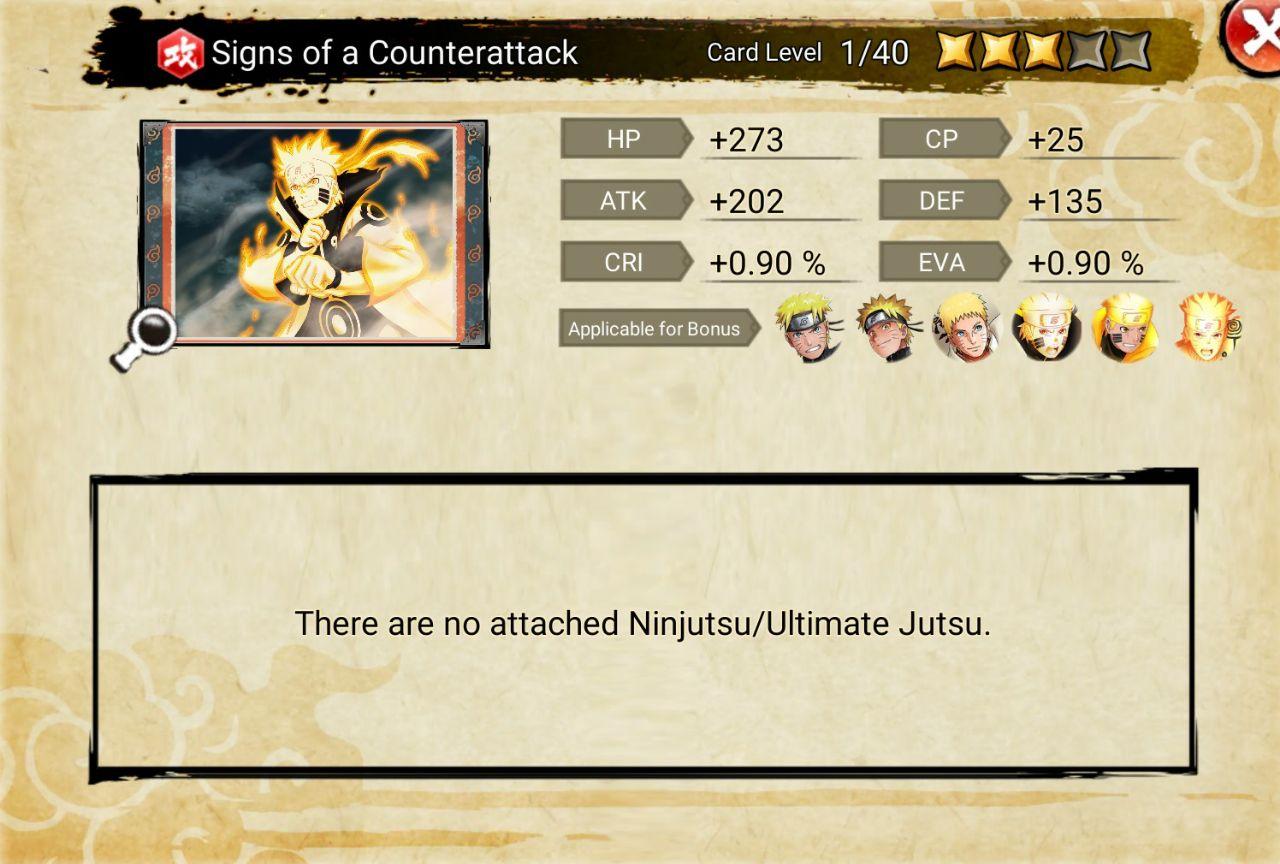 攻 Signs of a Counterattack Card Level 1/40
HP +273 CP +25
ATK +202 DEF +135
CRI +0.90 % EVA +0.90 %
Applicable for Bonus
There are no attached Ninjutsu/Ultimate Jutsu.